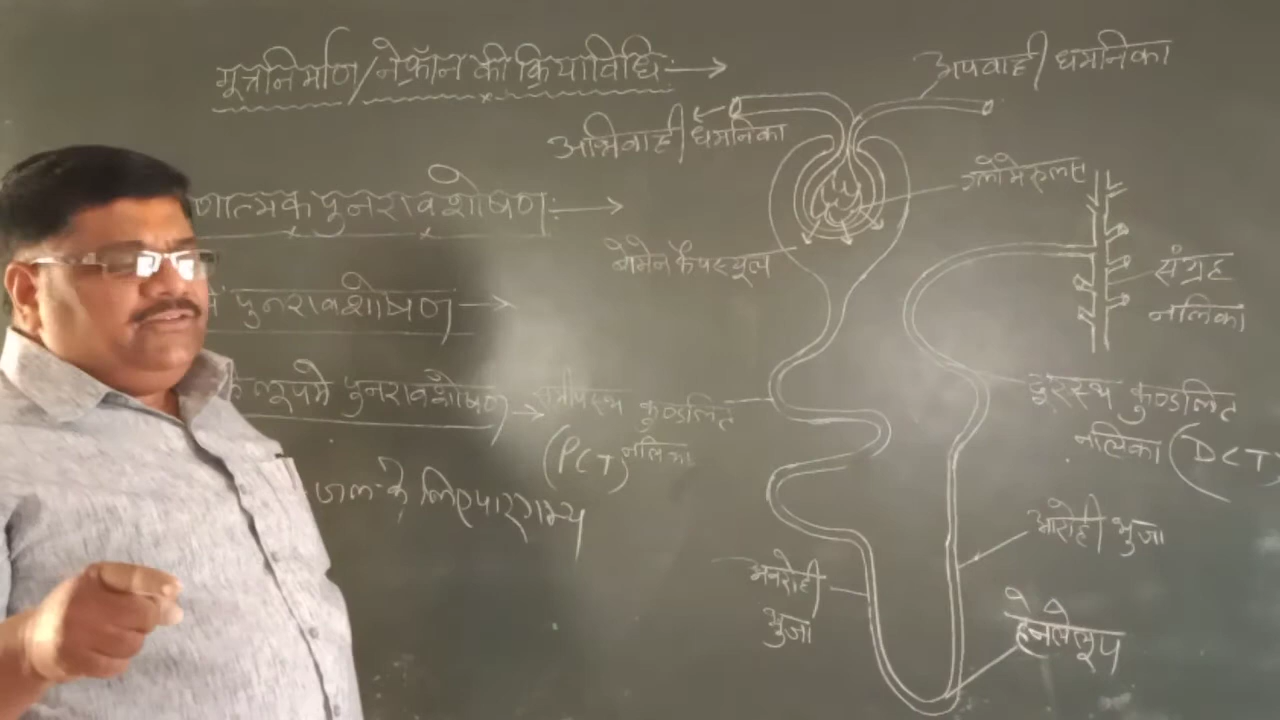 मूत्रनिर्माण/नेफ्रॉन की क्रियाविधि:→
अपवाही धमनिका
अभिवाही धमनिका
णात्मक पुनरावशोषण:→
ग्लोमेरुलस
बोमेन कैप्स्यूल
संग्रह
नलिका
पुनरावशोषण →
के लूप मे पुनरावशोषण →
समीपस्थ कुण्डलित
(PCT) नलिका
दूरस्थ कुण्डलित
नलिका (DCT)
जल के लिए पारगम्य
आरोही भुजा
अवरोही
भुजा
हेनले लूप